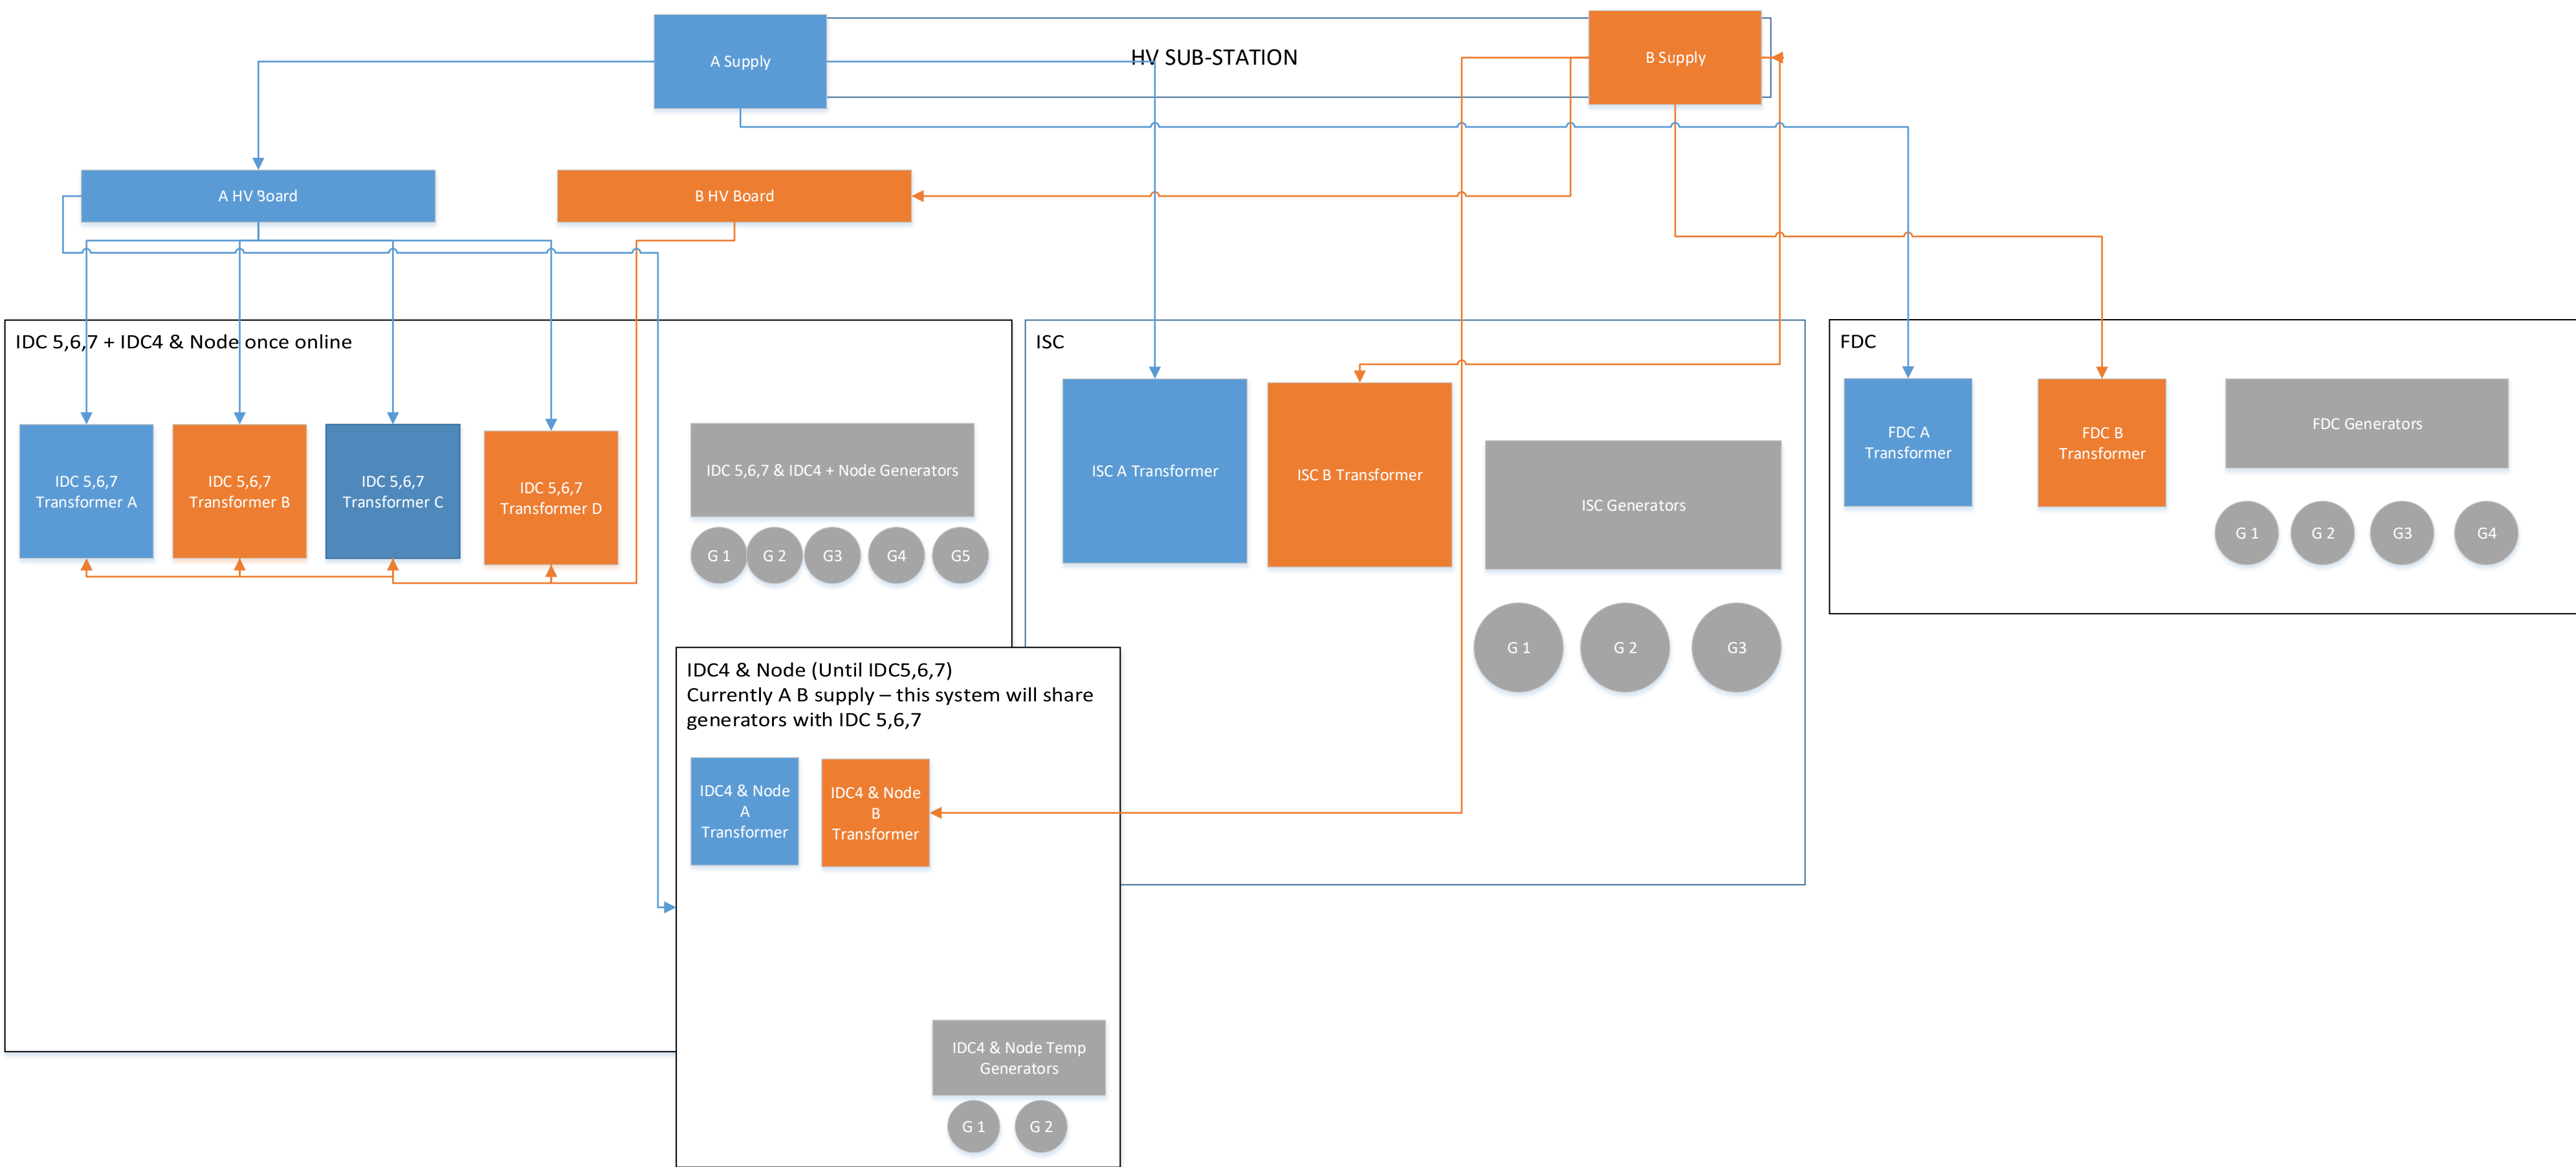 A Supply
HV SUB-STATION
B Supply
A HV Board
B HV Board
IDC 5,6,7 + IDC4 & Node once online
IDC 5,6,7
Transformer A
IDC 5,6,7
Transformer B
IDC 5,6,7
Transformer C
IDC 5,6,7
Transformer D
IDC 5,6,7 & IDC4 + Node Generators
G 1
G 2
G3
G4
G5
ISC
ISC A Transformer
ISC B Transformer
ISC Generators
G 1
G 2
G3
FDC
FDC A
Transformer
FDC B
Transformer
FDC Generators
G 1
G 2
G3
G4
IDC4 & Node (Until IDC5,6,7)
Currently A B supply – this system will share
generators with IDC 5,6,7
IDC4 & Node
A
Transformer
IDC4 & Node
B
Transformer
IDC4 & Node Temp
Generators
G 1
G 2